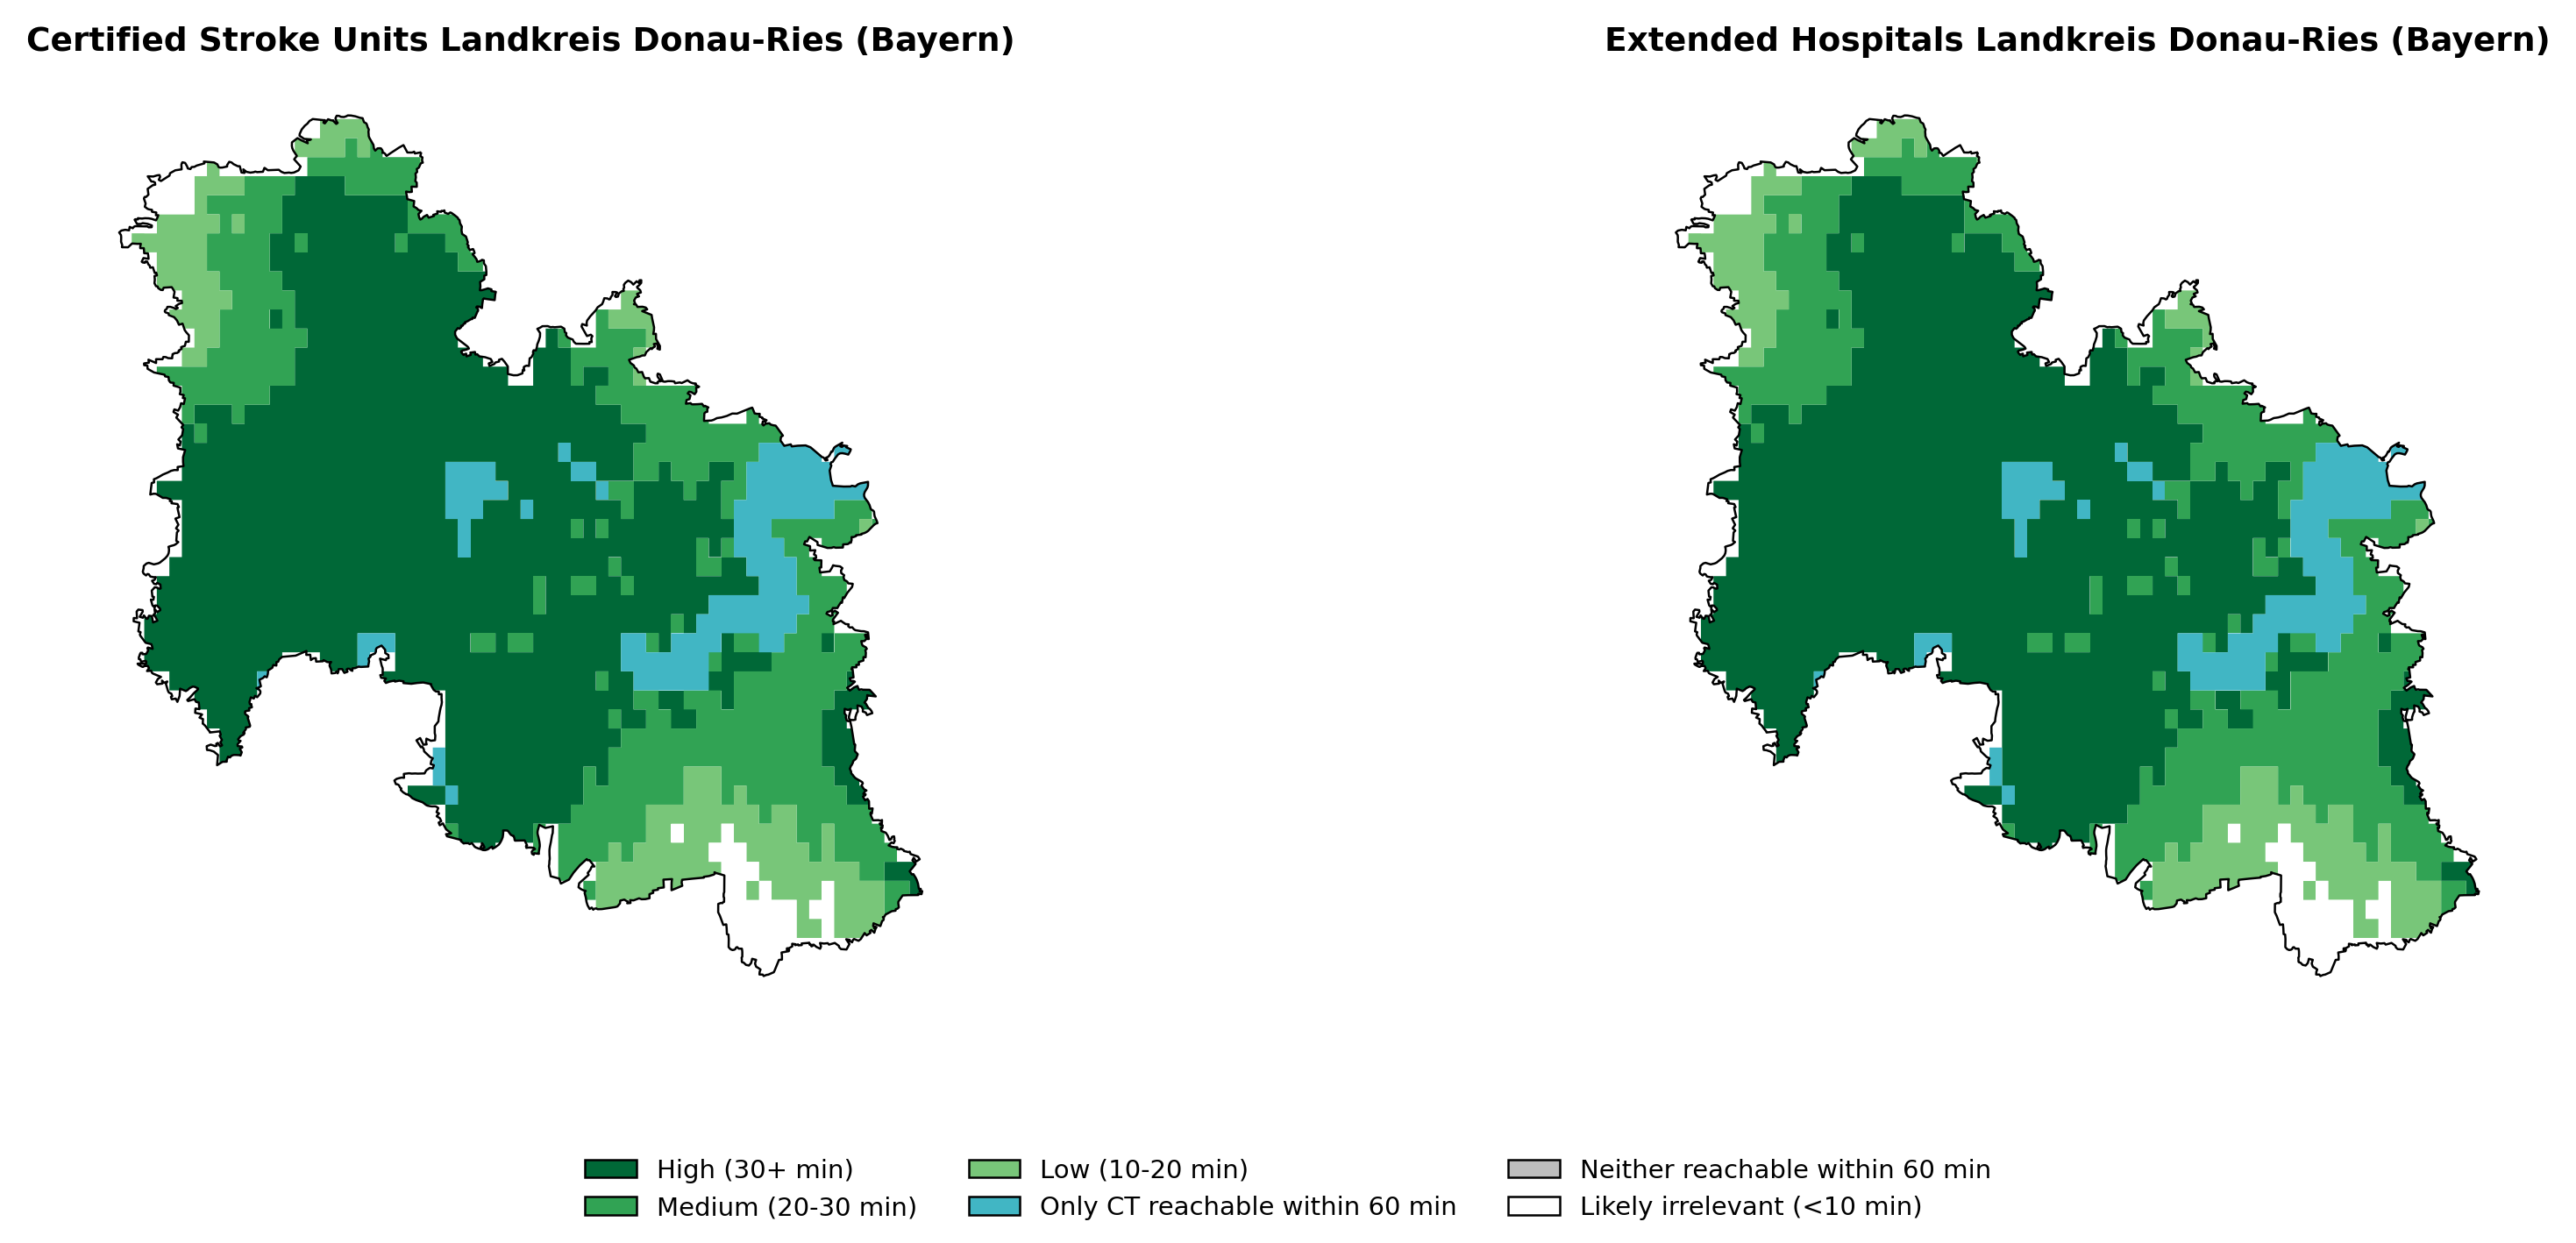 Certified Stroke Units Landkreis Donau-Ries (Bayern)
Extended Hospitals Landkreis Donau-Ries (Bayern)
High (30+ min)
Medium (20-30 min)
Low (10-20 min)
Only CT reachable within 60 min
Neither reachable within 60 min
Likely irrelevant (<10 min)